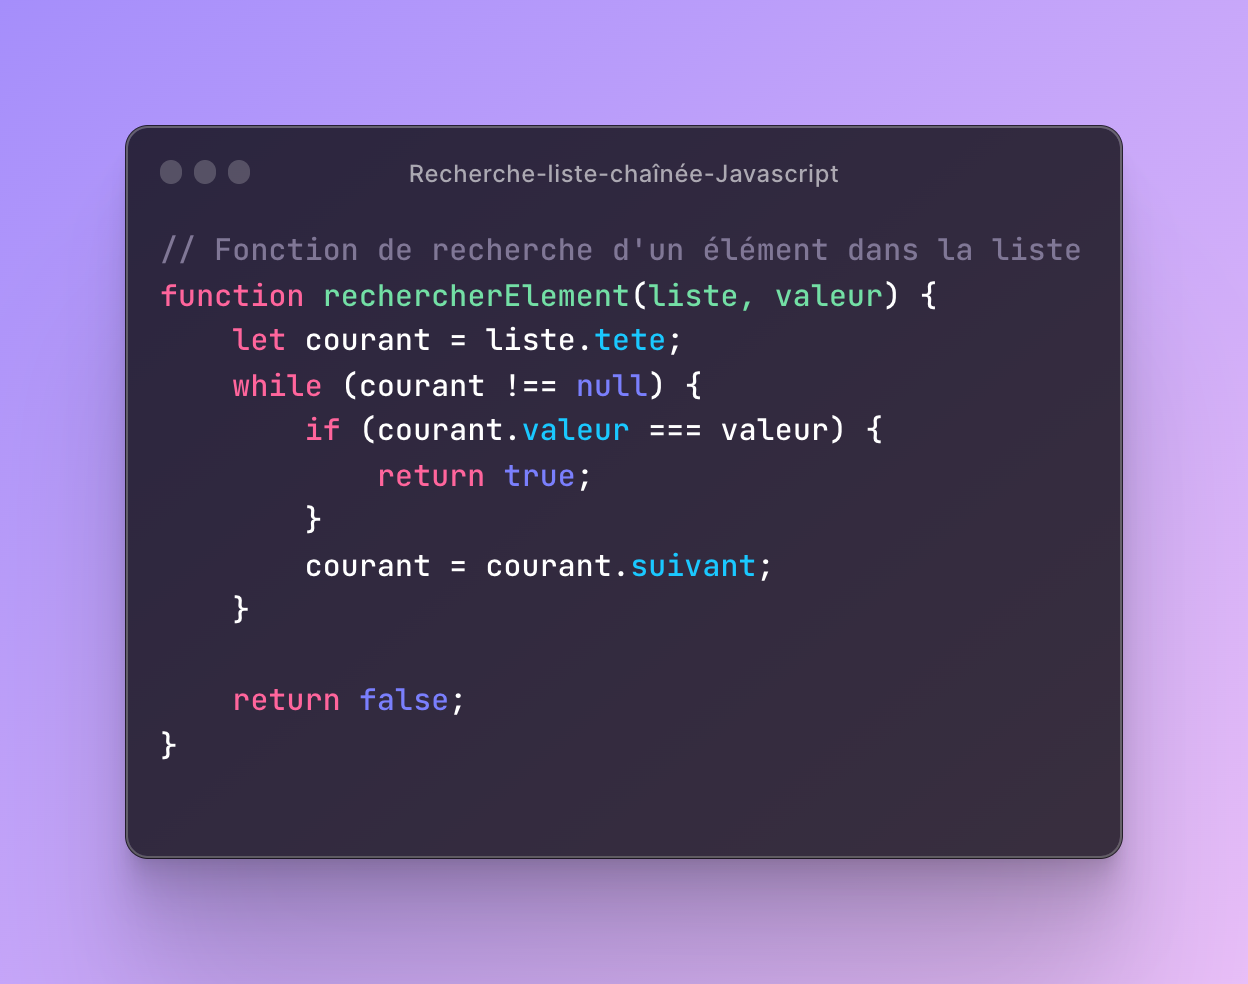 Recherche-liste-chaînée-Javascript
// Fonction de recherche d'un élément dans la liste
function rechercherElement(liste, valeur) {
    let courant = liste.tete;
    while (courant !== null) {
        if (courant.valeur === valeur) {
            return true;
        }
        courant = courant.suivant;
    }

    return false;
}